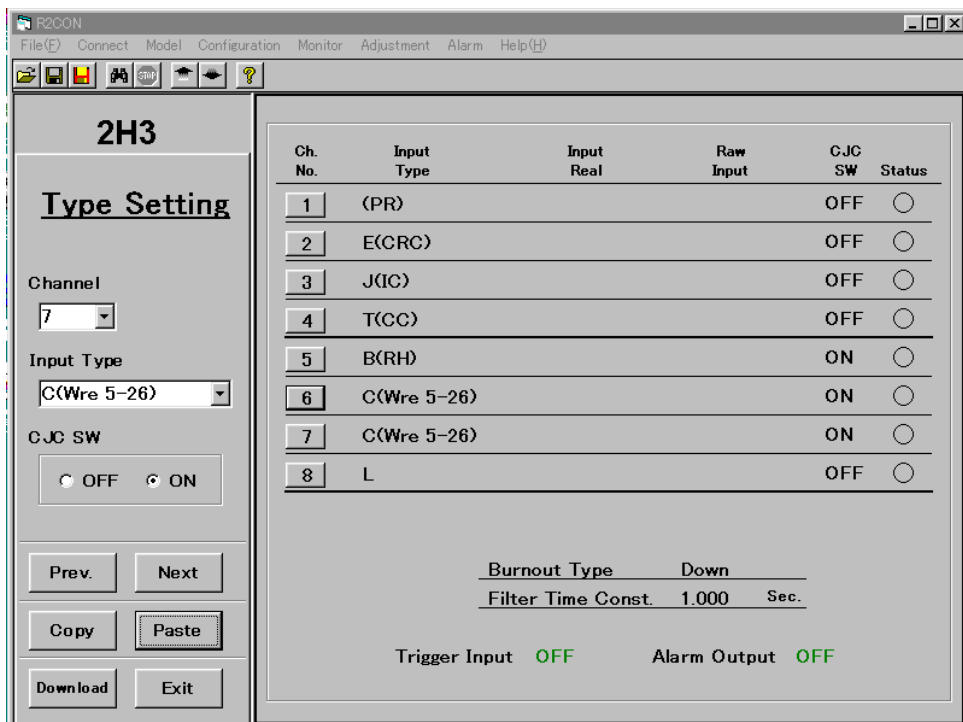 R2CON
File(F) Connect Model Configuration Monitor Adjustment Alarm Help(H)
STOP ?
2H3
Type Setting
Channel
7
Input Type
C(Wre 5-26)
CJC SW
OFF ON
Prev. Next
Copy Paste
Download Exit
Ch. No. Input Type Input Real Raw Input CJC SW Status
1 (PR) OFF
2 E(CRC) OFF
3 J(IC) OFF
4 T(CC) OFF
5 B(RH) ON
6 C(Wre 5-26) ON
7 C(Wre 5-26) ON
8 L OFF
Burnout Type Down
Filter Time Const. 1.000 Sec.
Trigger Input OFF Alarm Output OFF